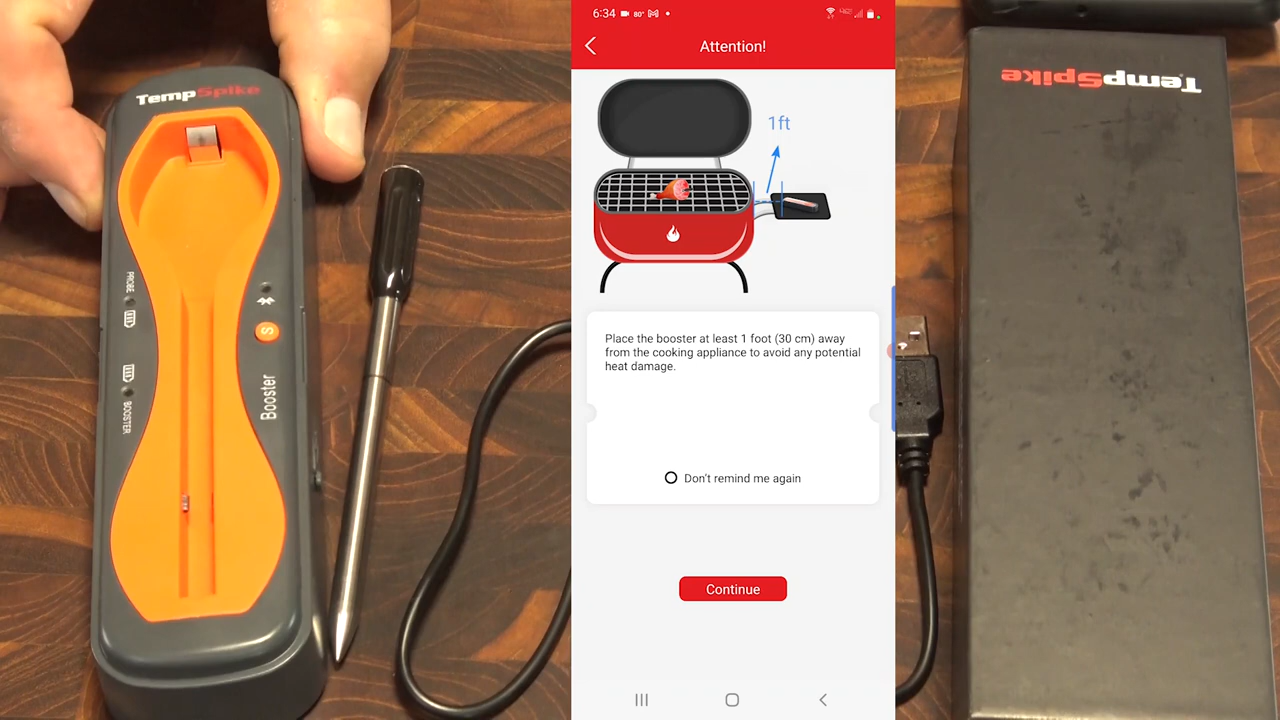 TempSpike
PROBE
BOOSTER
S
Booster
6:34
80°
Attention!
1ft
Place the booster at least 1 foot (30 cm) away
from the cooking appliance to avoid any potential
heat damage.
Don't remind me again
Continue
TempSpike